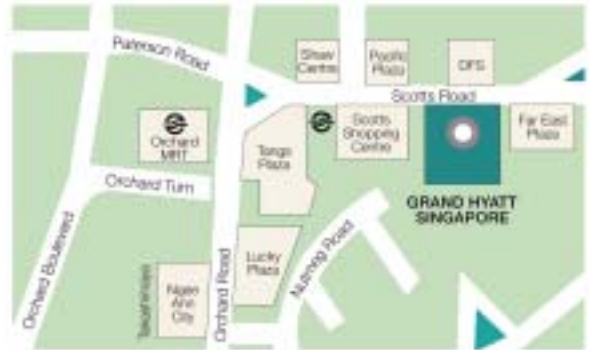 Paterson Road
Shaw
Centre
Pacific
Plaza
DFS
Scotts Road
Orchard
MRT
Tangs
Plaza
Scotts
Shopping
Centre
Far East
Plaza
GRAND HYATT
SINGAPORE
Orchard Turn
Orchard Boulevard
Takashimaya
Ngee
Ann
City
Orchard Road
Lucky
Plaza
Nutmeg Road